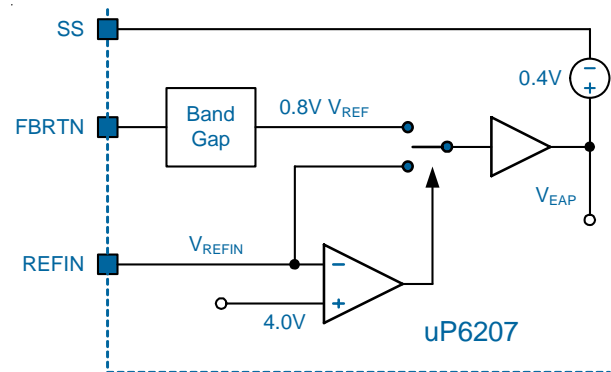 SS
0.4V
FBRTN
Band
Gap
0.8V VREF
VEAP
REFIN
VREFIN
4.0V
uP6207